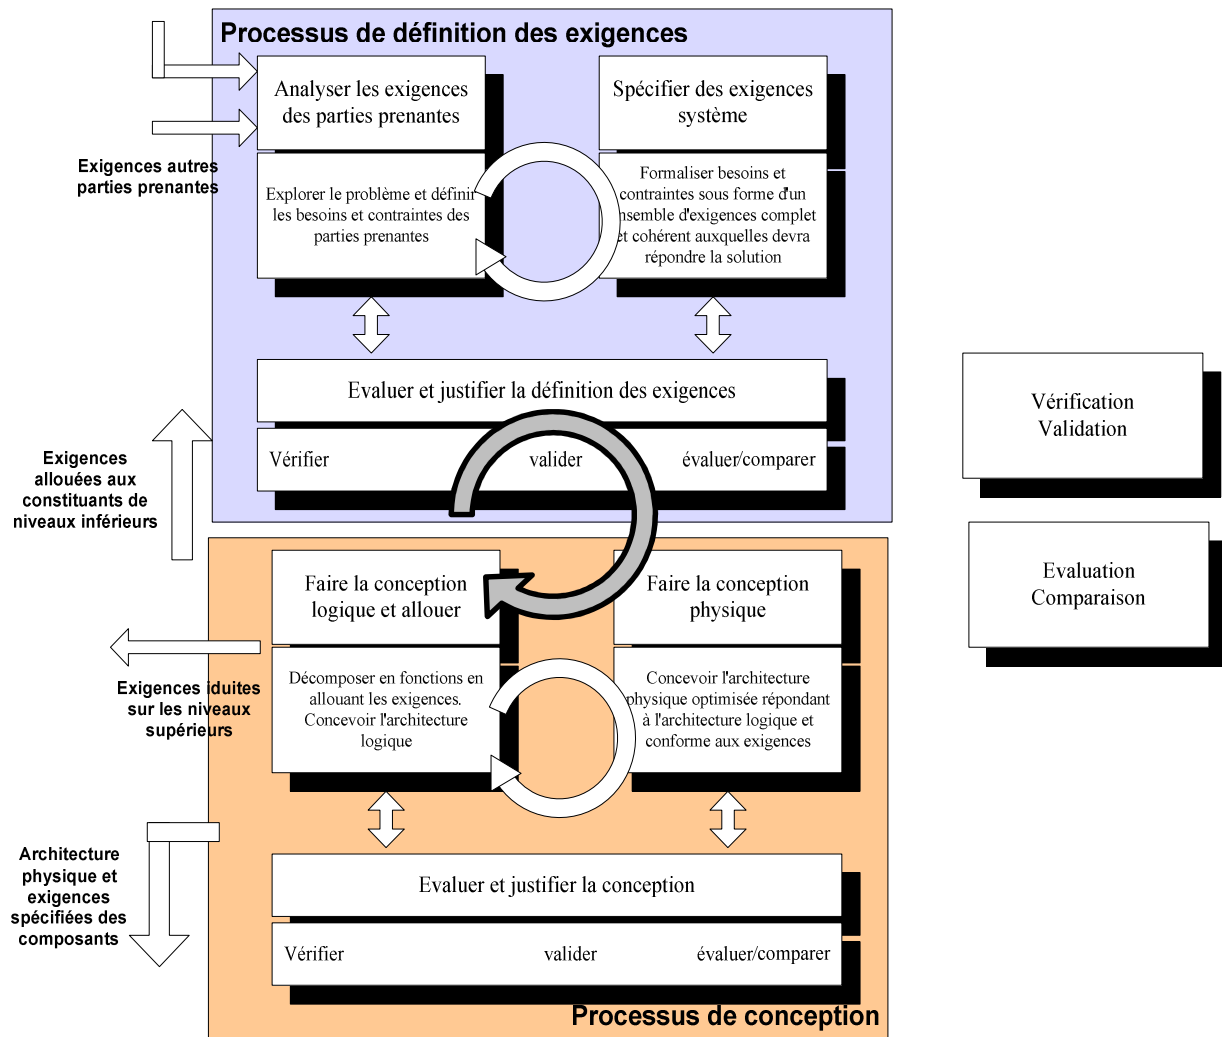 Processus de définition des exigences
Analyser les exigences
des parties prenantes
Spécifier des exigences
système
Exigences autres
parties prenantes
Explorer le problème et définir
les besoins et contraintes des
parties prenantes
Formaliser besoins et
contraintes sous forme d'un
ensemble d'exigences complet
et cohérent auxquelles devra
répondre la solution
Evaluer et justifier la définition des exigences
Vérifier valider évaluer/comparer
Vérification
Validation
Exigences
allouées aux
constituants de
niveaux inférieurs
Evaluation
Comparaison
Faire la conception
logique et allouer
Faire la conception
physique
Exigences iduites
sur les niveaux
supérieurs
Décomposer en fonctions en
allouant les exigences.
Concevoir l'architecture
logique
Concevoir l'architecture
physique optimisée répondant
à l'architecture logique et
conforme aux exigences
Architecture
physique et
exigences
spécifiées des
composants
Evaluer et justifier la conception
Vérifier valider évaluer/comparer
Processus de conception